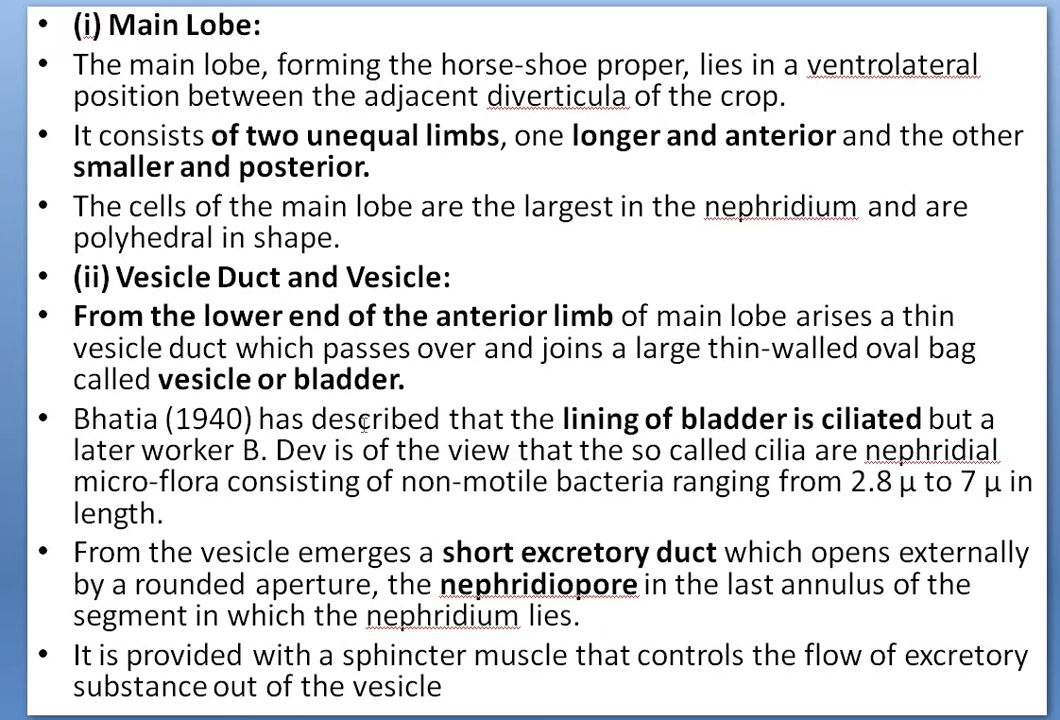 • (i) Main Lobe:
• The main lobe, forming the horse-shoe proper, lies in a ventrolateral
position between the adjacent diverticula of the crop.
• It consists of two unequal limbs, one longer and anterior and the other
smaller and posterior.
• The cells of the main lobe are the largest in the nephridium and are
polyhedral in shape.
• (ii) Vesicle Duct and Vesicle:
• From the lower end of the anterior limb of main lobe arises a thin
vesicle duct which passes over and joins a large thin-walled oval bag
called vesicle or bladder.
• Bhatia (1940) has described that the lining of bladder is ciliated but a
later worker B. Dev is of the view that the so called cilia are nephridial
micro-flora consisting of non-motile bacteria ranging from 2.8 µ to 7 µ in
length.
• From the vesicle emerges a short excretory duct which opens externally
by a rounded aperture, the nephridiopore in the last annulus of the
segment in which the nephridium lies.
• It is provided with a sphincter muscle that controls the flow of excretory
substance out of the vesicle